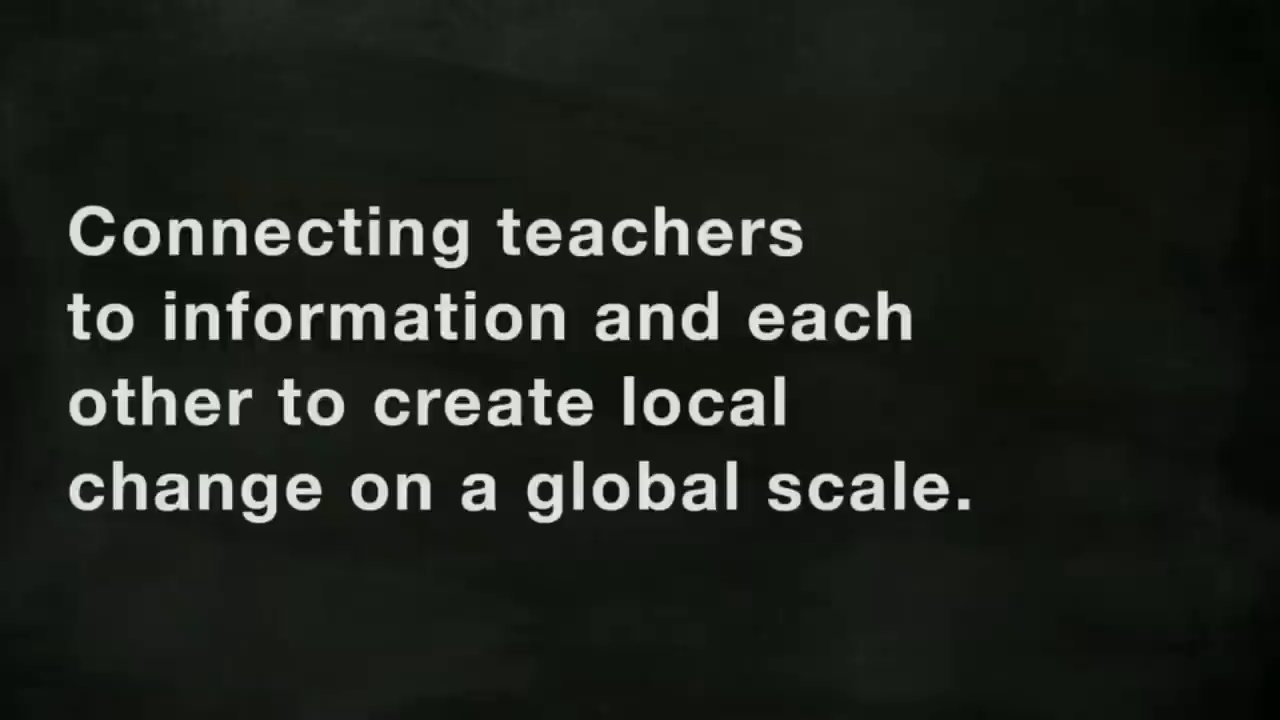 Connecting teachers
to information and each
other to create local
change on a global scale.